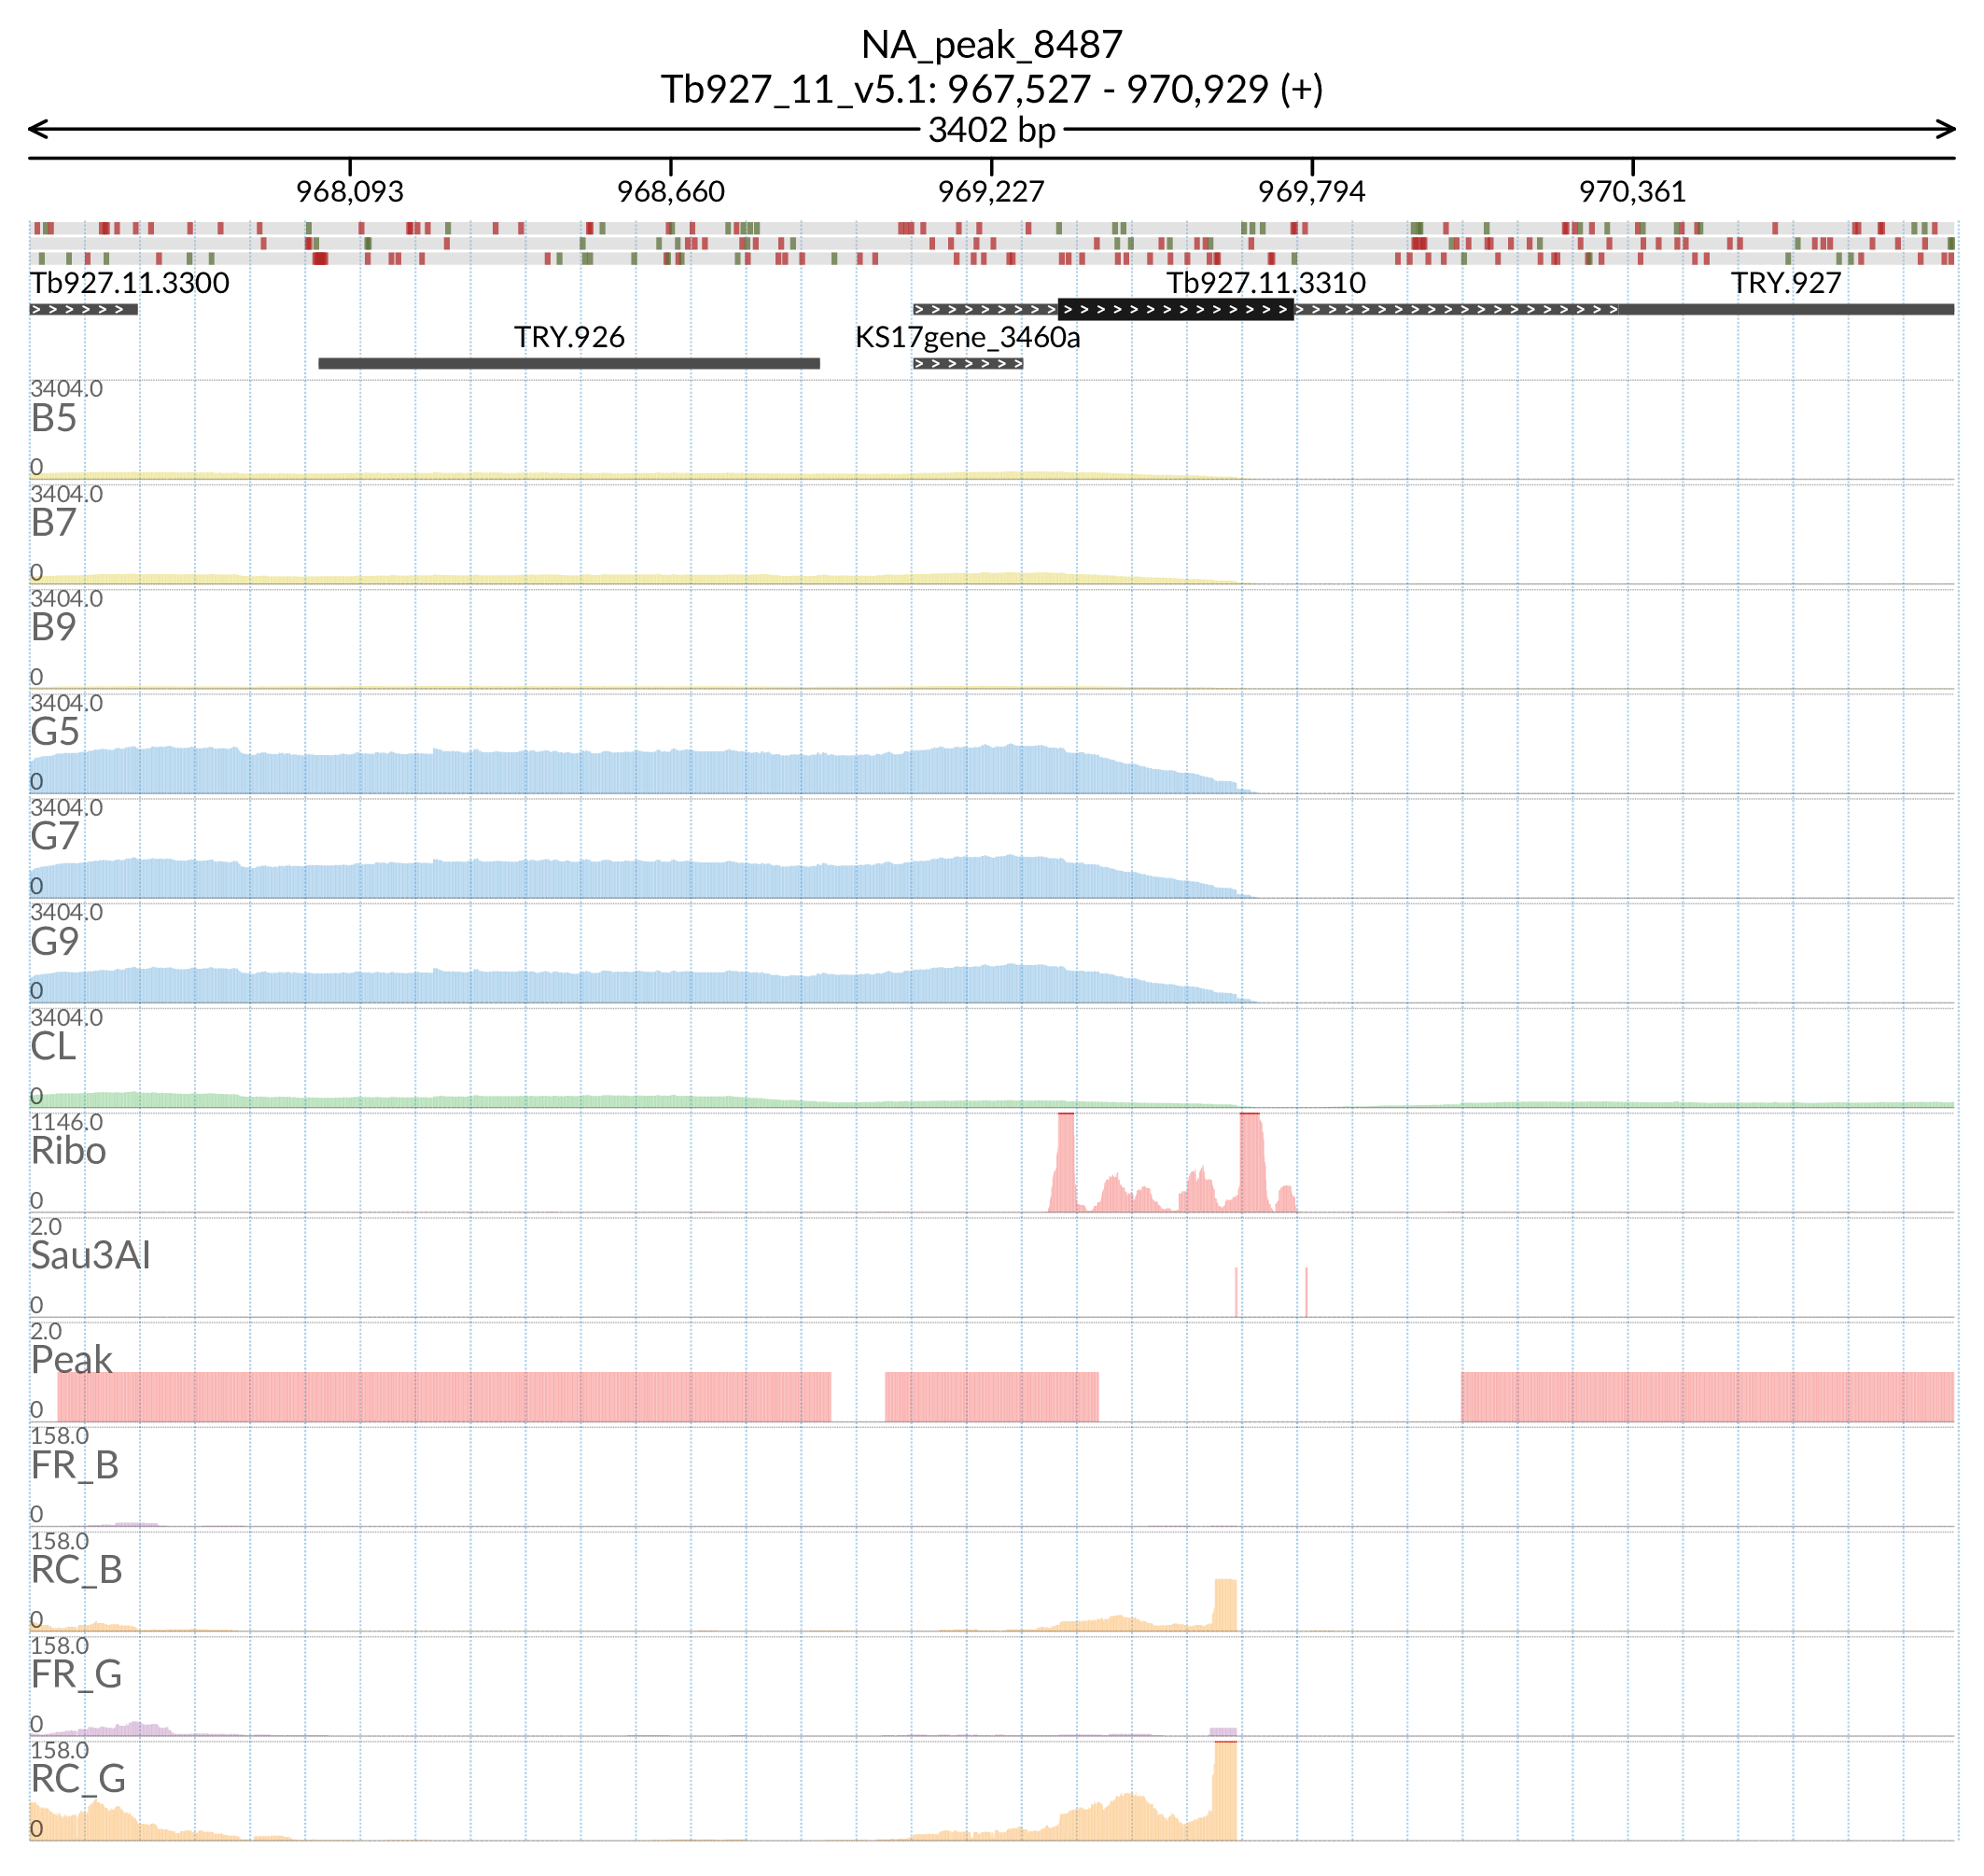 NA_peak_8487
Tb927_11_v5.1: 967,527 - 970,929 (+)
3402 bp
968,093 968,660 969,227 969,794 970,361
Tb927.11.3300 Tb927.11.3310 TRY.927
TRY.926 KS17gene_3460a
3404.0
B5
0
3404.0
B7
0
3404.0
B9
0
3404.0
G5
0
3404.0
G7
0
3404.0
G9
0
3404.0
CL
0
1146.0
Ribo
0
2.0
Sau3AI
0
2.0
Peak
0
158.0
FR_B
0
158.0
RC_B
0
158.0
FR_G
0
158.0
RC_G
0